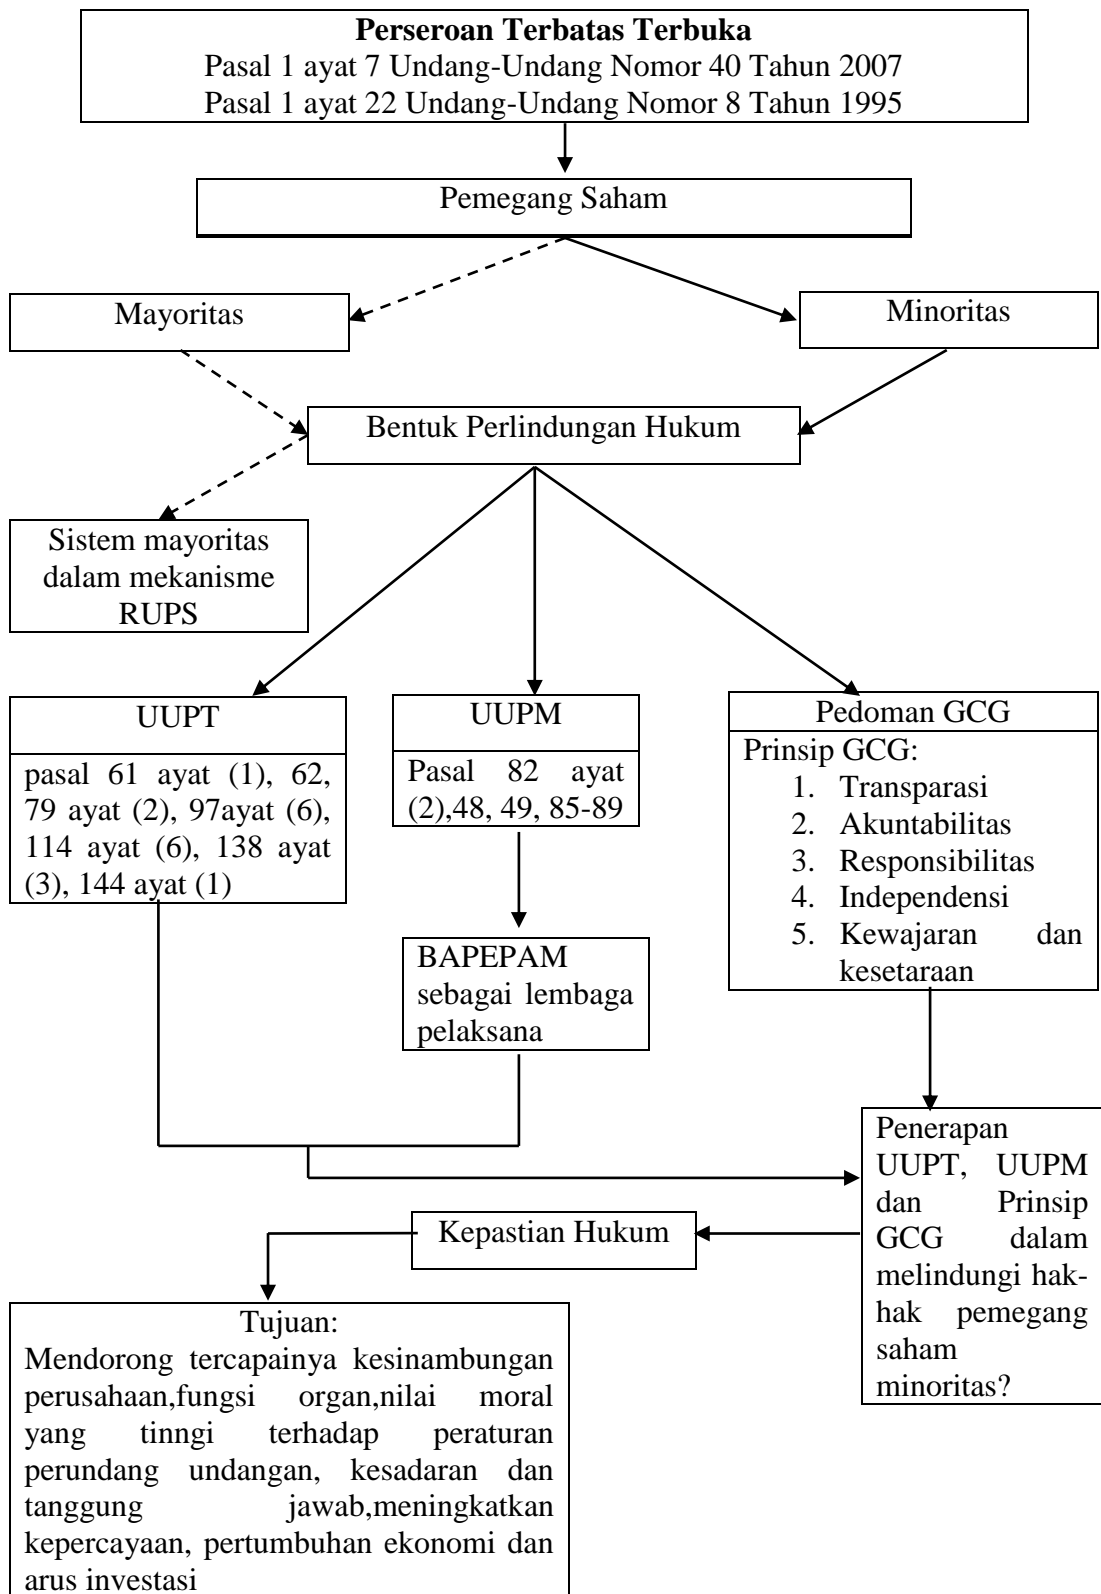 Perseroan Terbatas Terbuka
Pasal 1 ayat 7 Undang-Undang Nomor 40 Tahun 2007
Pasal 1 ayat 22 Undang-Undang Nomor 8 Tahun 1995
Pemegang Saham
Mayoritas
Minoritas
Bentuk Perlindungan Hukum
Sistem mayoritas
dalam mekanisme
RUPS
UUPT
pasal 61 ayat (1), 62,
79 ayat (2), 97ayat (6),
114 ayat (6), 138 ayat
(3), 144 ayat (1)
UUPM
Pasal 82 ayat
(2),48, 49, 85-89
Pedoman GCG
Prinsip GCG:
1. Transparasi
2. Akuntabilitas
3. Responsibilitas
4. Independensi
5. Kewajaran dan
kesetaraan
BAPEPAM
sebagai lembaga
pelaksana
Penerapan
UUPT, UUPM
dan Prinsip
GCG dalam
melindungi hak-
hak pemegang
saham
minoritas?
Kepastian Hukum
Tujuan:
Mendorong tercapainya kesinambungan
perusahaan,fungsi organ,nilai moral
yang tinngi terhadap peraturan
perundang undangan, kesadaran dan
tanggung jawab,meningkatkan
kepercayaan, pertumbuhan ekonomi dan
arus investasi